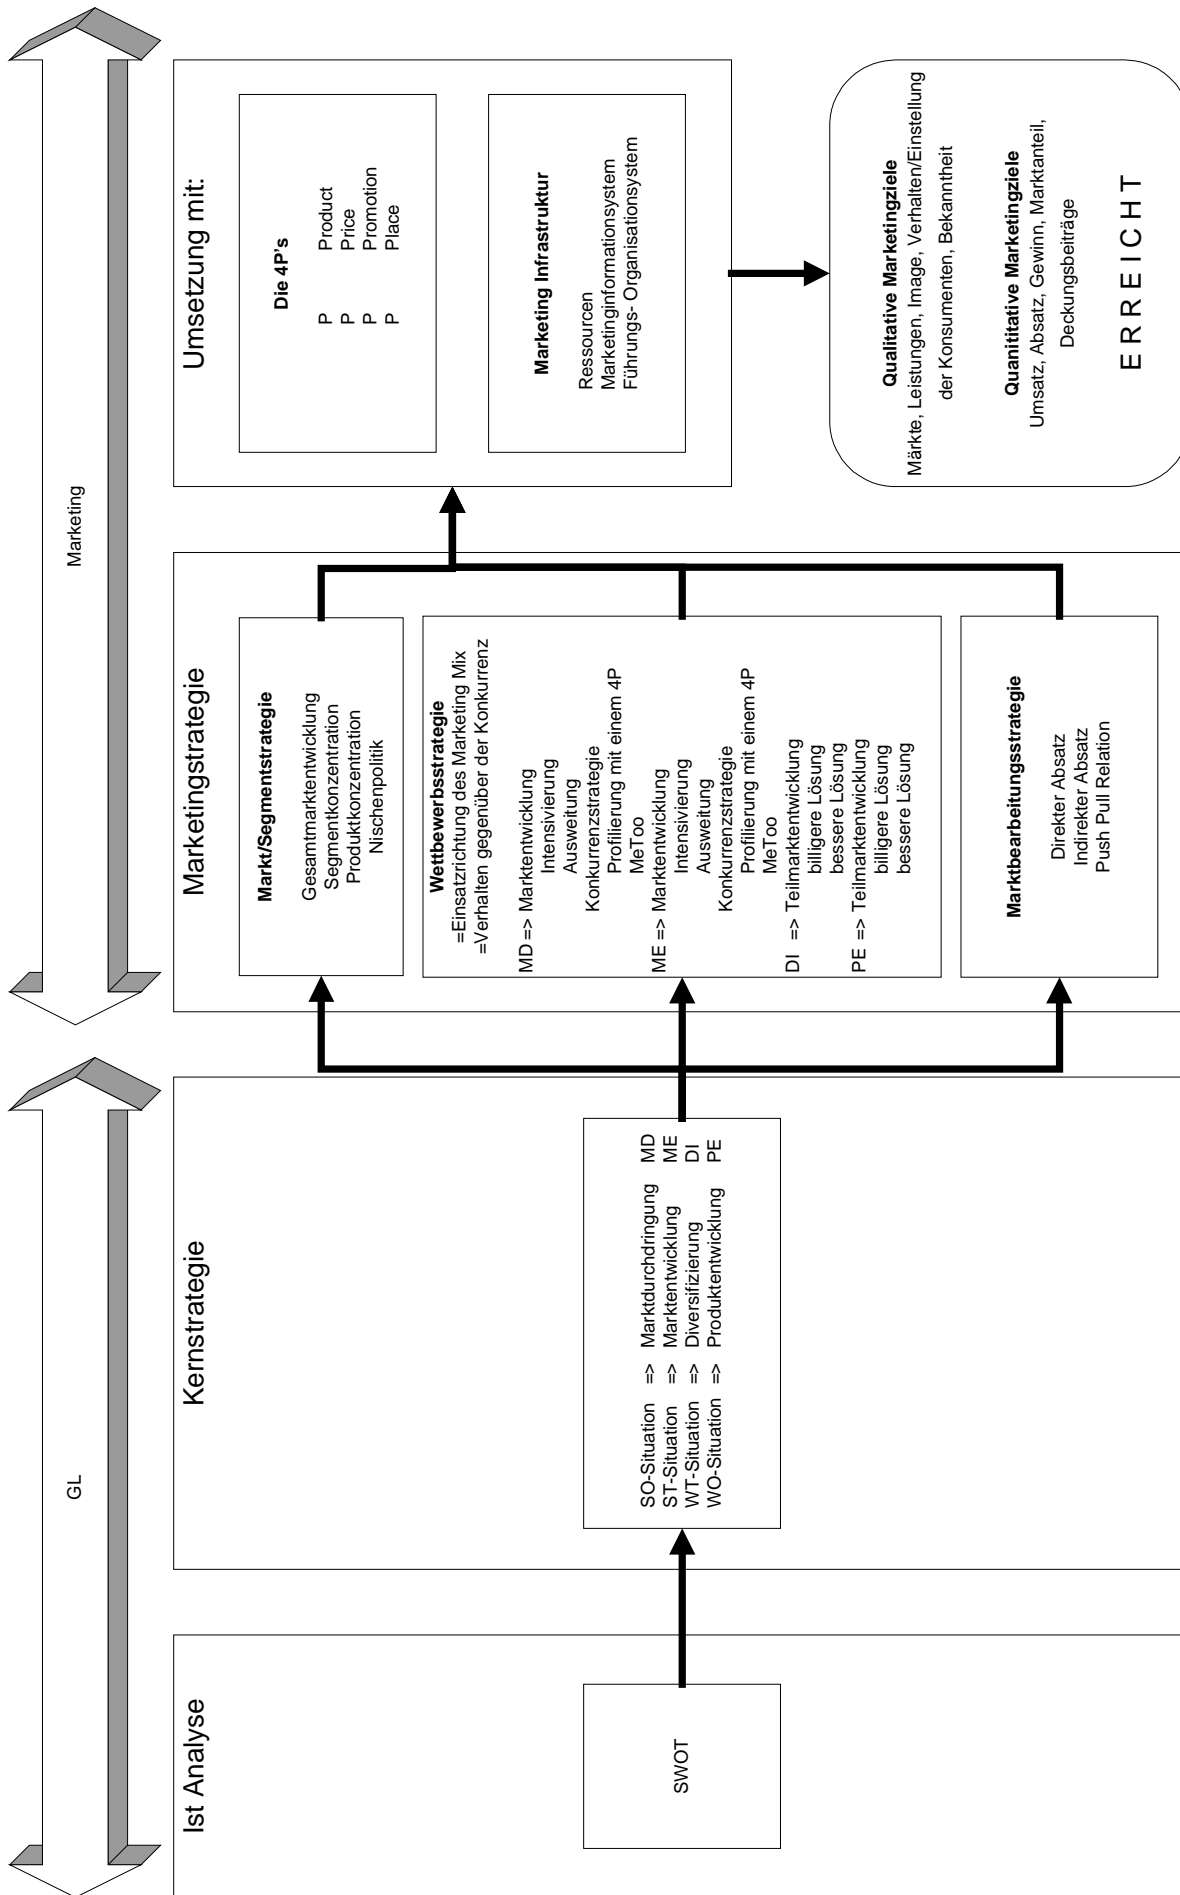 GL
Marketing
Ist Analyse
SWOT
Kernstrategie
SO-Situation => Marktdurchdringung MD
ST-Situation => Marktentwicklung ME
WT-Situation => Diversifizierung DI
WO-Situation => Produktentwicklung PE
Marketingstrategie
Markt/Segmentstrategie
Gesamtmarktentwicklung
Segmentkonzentration
Produktkonzentration
Nischenpolitik
Wettbewerbsstrategie
=Einsatzrichtung des Marketing Mix
=Verhalten gegenüber der Konkurrenz
MD => Marktentwicklung
Intensivierung
Ausweitung
Konkurrenzstrategie
Profilierung mit einem 4P
MeToo
ME => Marktentwicklung
Intensivierung
Ausweitung
Konkurrenzstrategie
Profilierung mit einem 4P
MeToo
DI => Teilmarktentwicklung
billigere Lösung
bessere Lösung
PE => Teilmarktentwicklung
billigere Lösung
bessere Lösung
Marktbearbeitungsstrategie
Direkter Absatz
Indirekter Absatz
Push Pull Relation
Umsetzung mit:
Die 4P's
P Product
P Price
P Promotion
P Place
Marketing Infrastruktur
Ressourcen
Marketinginformationsystem
Führungs- Organisationsystem
Qualitative Marketingziele
Märkte, Leistungen, Image, Verhalten/Einstellung
der Konsumenten, Bekanntheit
Quanititative Marketingziele
Umsatz, Absatz, Gewinn, Marktanteil,
Deckungsbeiträge
E R R E I C H T